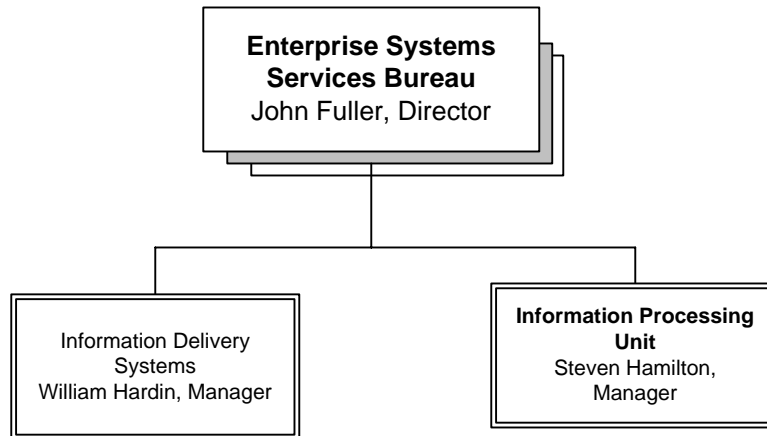 Enterprise Systems
Services Bureau
John Fuller, Director
Information Delivery
Systems
William Hardin, Manager
Information Processing
Unit
Steven Hamilton,
Manager